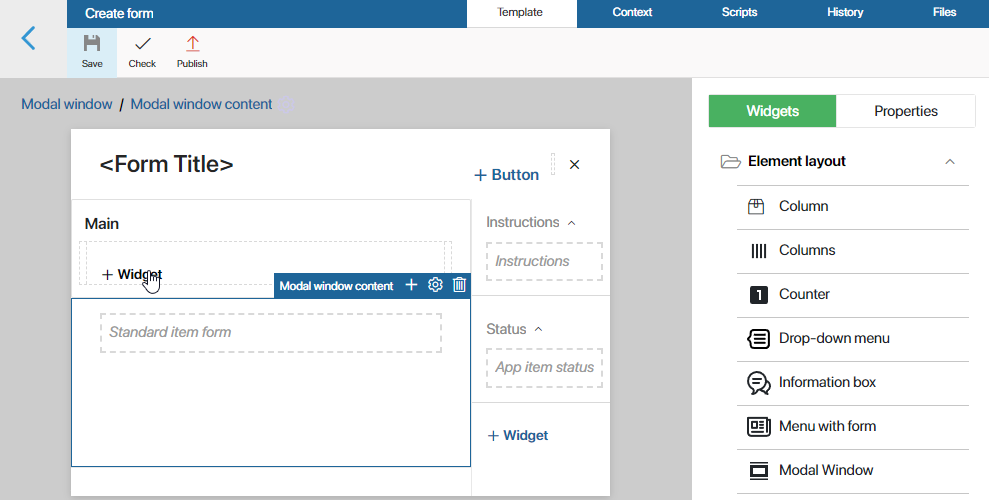 Create form
Template
Context
Scripts
History
Files
Save
Check
Publish
Modal window / Modal window content
<Form Title>
+ Button
Main
+ Widget
Modal window content
Standard item form
Instructions
Instructions
Status
App item status
+ Widget
Widgets
Properties
Element layout
Column
Columns
1 Counter
Drop-down menu
Information box
Menu with form
Modal Window